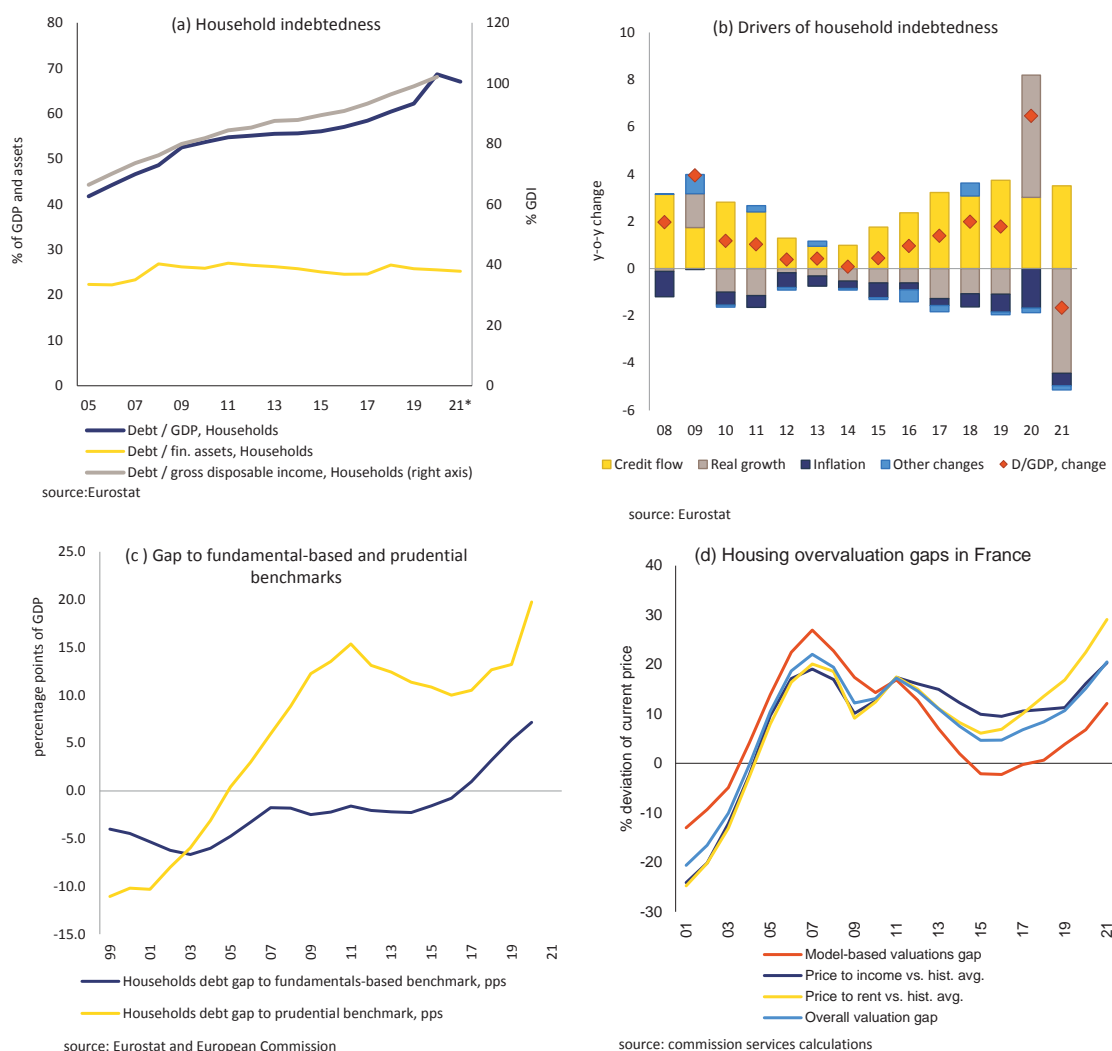 (a) Household indebtedness
80
70
60
50
40
30
20
10
0
% of GDP and assets
120
100
80
60
40
20
0
% GDI
05 07 09 11 13 15 17 19 21*
Debt / GDP, Households
Debt / fin. assets, Households
Debt / gross disposable income, Households (right axis)
source:Eurostat
(b) Drivers of household indebtedness
10
8
6
4
2
0
-2
-4
-6
y-o-y change
08 09 10 11 12 13 14 15 16 17 18 19 20 21
Credit flow Real growth Inflation Other changes D/GDP, change
source: Eurostat
(c ) Gap to fundamental-based and prudential
benchmarks
25.0
20.0
15.0
10.0
5.0
0.0
-5.0
-10.0
-15.0
percentage points of GDP
99 01 03 05 07 09 11 13 15 17 19 21
Households debt gap to fundamentals-based benchmark, pps
Households debt gap to prudential benchmark, pps
source: Eurostat and European Commission
(d) Housing overvaluation gaps in France
40
30
20
10
0
-10
-20
-30
% deviation of current price
01 03 05 07 09 11 13 15 17 19 21
Model-based valuations gap
Price to income vs. hist. avg.
Price to rent vs. hist. avg.
Overall valuation gap
source: commission services calculations